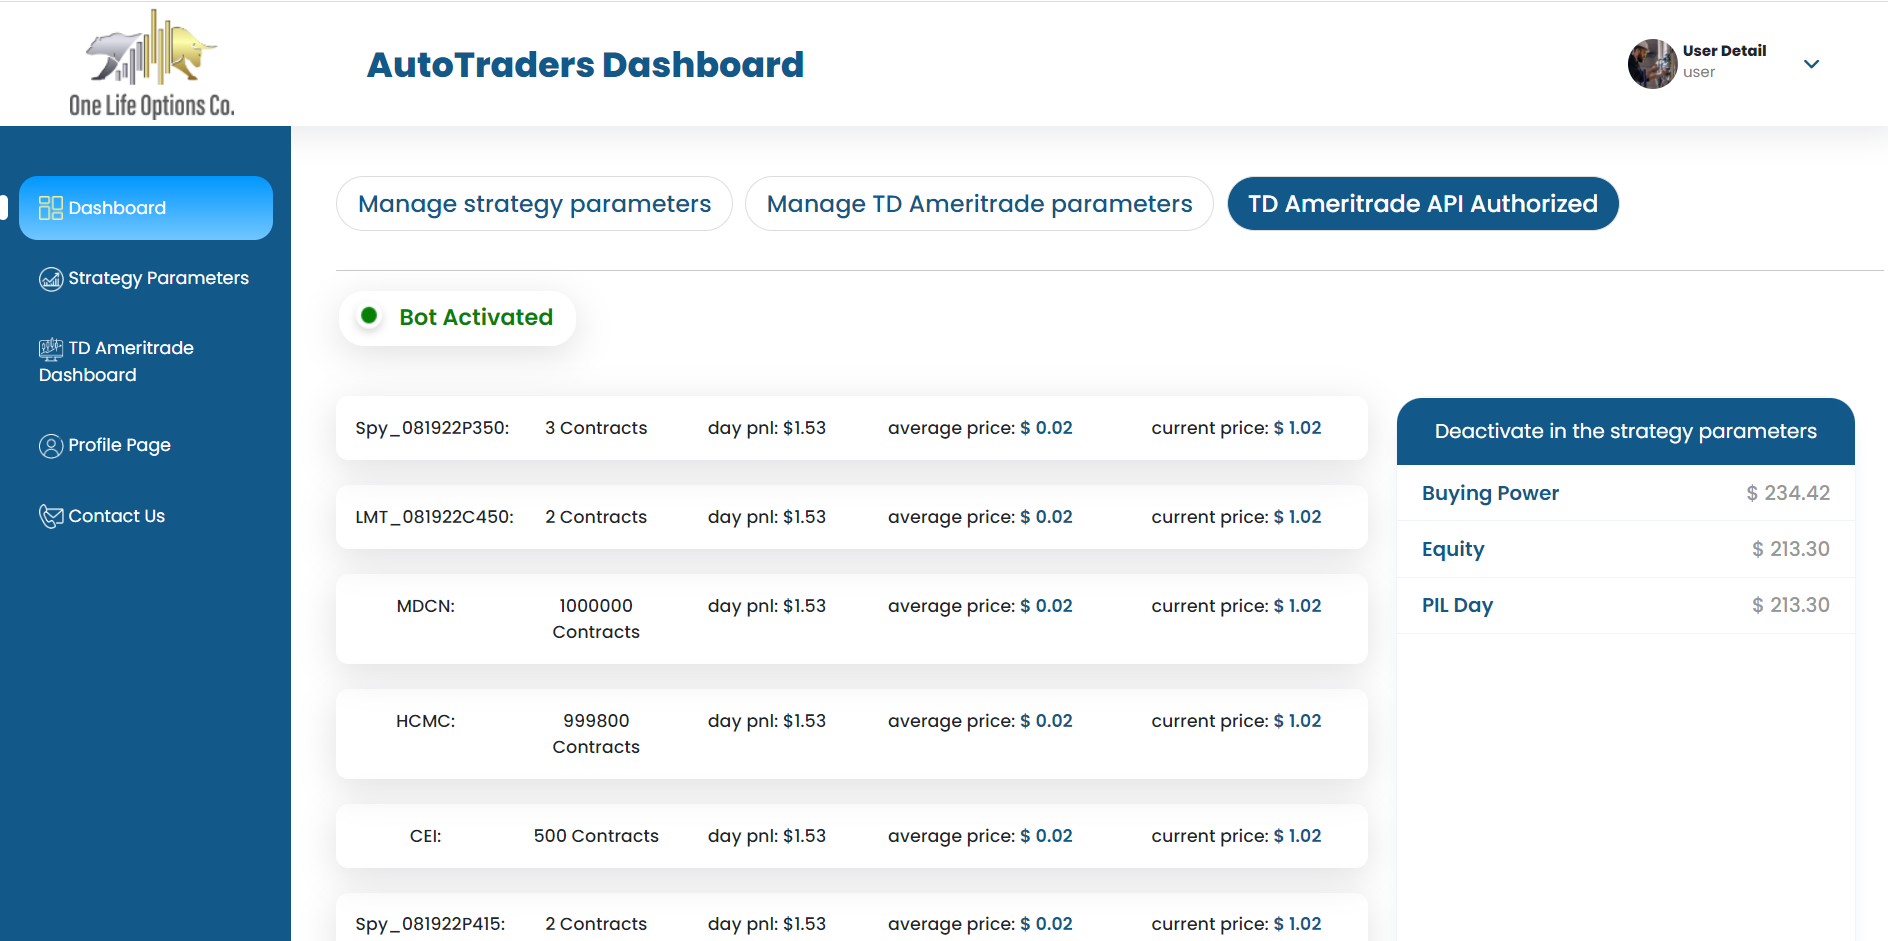 One Life Options Co.
AutoTraders Dashboard
User Detail
user
Dashboard
Strategy Parameters
TD Ameritrade
Dashboard
Profile Page
Contact Us
Manage strategy parameters
Manage TD Ameritrade parameters
TD Ameritrade API Authorized
Bot Activated
Spy_081922P350: 3 Contracts day pnl: $1.53 average price: $ 0.02 current price: $ 1.02
LMT_081922C450: 2 Contracts day pnl: $1.53 average price: $ 0.02 current price: $ 1.02
MDCN: 1000000 day pnl: $1.53 average price: $ 0.02 current price: $ 1.02
Contracts
HCMC: 999800 day pnl: $1.53 average price: $ 0.02 current price: $ 1.02
Contracts
CEI: 500 Contracts day pnl: $1.53 average price: $ 0.02 current price: $ 1.02
Spy_081922P415: 2 Contracts day pnl: $1.53 average price: $ 0.02 current price: $ 1.02
Deactivate in the strategy parameters
Buying Power $ 234.42
Equity $ 213.30
PIL Day $ 213.30